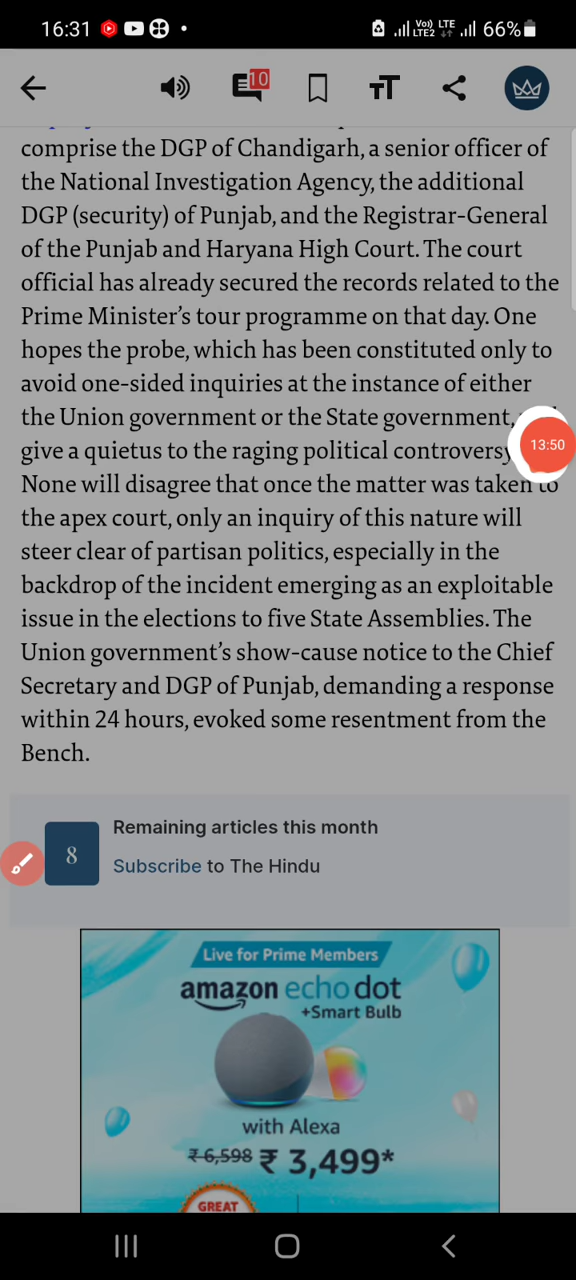 16:31
Vo) LTE
LTE2
66%
10
TT
comprise the DGP of Chandigarh, a senior officer of
the National Investigation Agency, the additional
DGP (security) of Punjab, and the Registrar-General
of the Punjab and Haryana High Court. The court
official has already secured the records related to the
Prime Minister’s tour programme on that day. One
hopes the probe, which has been constituted only to
avoid one-sided inquiries at the instance of either
the Union government or the State government,
give a quietus to the raging political controversy
13:50
None will disagree that once the matter was taken to
the apex court, only an inquiry of this nature will
steer clear of partisan politics, especially in the
backdrop of the incident emerging as an exploitable
issue in the elections to five State Assemblies. The
Union government’s show-cause notice to the Chief
Secretary and DGP of Punjab, demanding a response
within 24 hours, evoked some resentment from the
Bench.
8
Remaining articles this month
Subscribe to The Hindu
Live for Prime Members
amazon echo dot
+Smart Bulb
with Alexa
₹ 6,598 ₹ 3,499*
GREAT